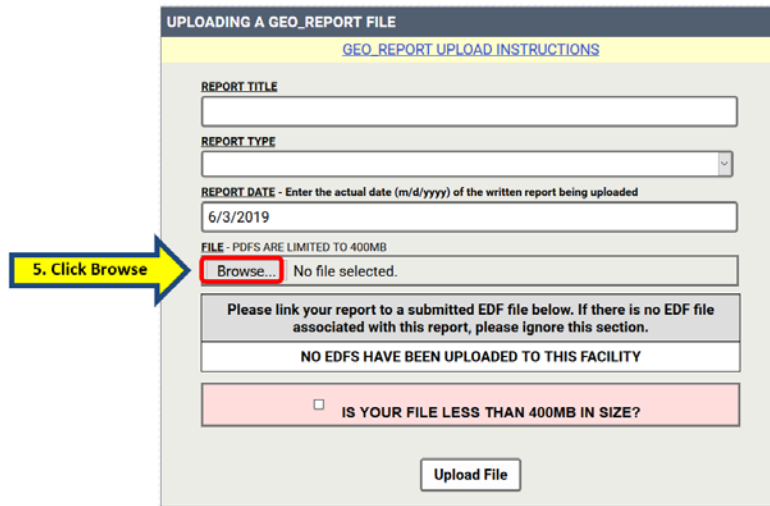 UPLOADING A GEO_REPORT FILE
GEO_REPORT UPLOAD INSTRUCTIONS
REPORT TITLE
REPORT TYPE
REPORT DATE - Enter the actual date (m/d/yyyy) of the written report being uploaded
6/3/2019
FILE - PDFS ARE LIMITED TO 400MB
5. Click Browse
Browse... No file selected.
Please link your report to a submitted EDF file below. If there is no EDF file
associated with this report, please ignore this section.
NO EDFS HAVE BEEN UPLOADED TO THIS FACILITY
IS YOUR FILE LESS THAN 400MB IN SIZE?
Upload File